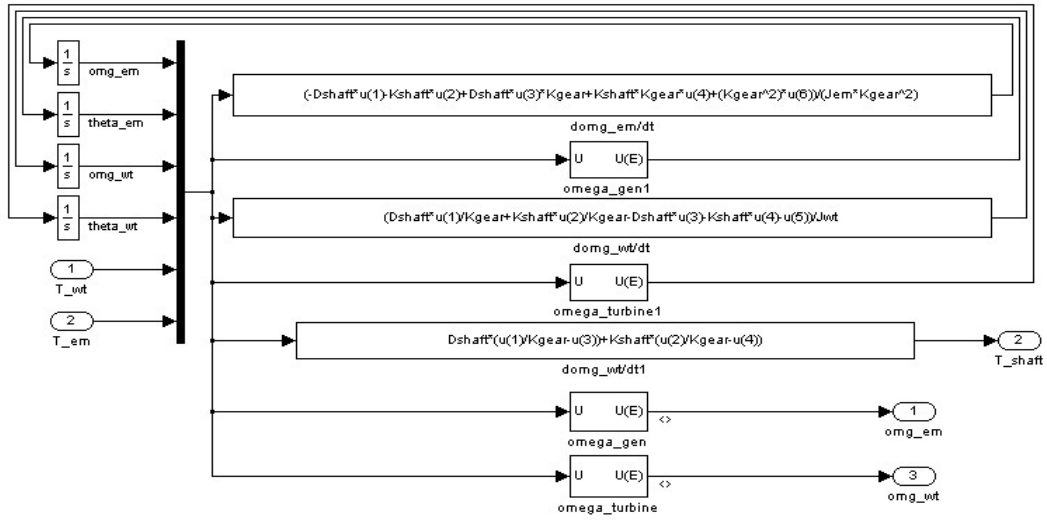 1
s
omg_em
1
s
theta_em
1
s
omg_wt
1
s
theta_wt
1
T_wt
2
T_em
(-Dshaft*u(1)-Kshaft*u(2)+Dshaft*u(3)*Kgear+Kshaft*Kgear*u(4)+(Kgear^2)*u(6))/(Jem*Kgear^2)
domg_em/dt
U U(E)
omega_gen1
(Dshaft*u(1)/Kgear+Kshaft*u(2)/Kgear-Dshaft*u(3)-Kshaft*u(4)-u(5))/Jwt
domg_wt/dt
U U(E)
omega_turbine1
Dshaft*(u(1)/Kgear-u(3))+Kshaft*(u(2)/Kgear-u(4))
domg_wt/dt1
2
T_shaft
U U(E)
omega_gen
<>
1
omg_em
U U(E)
omega_turbine
<>
3
omg_wt